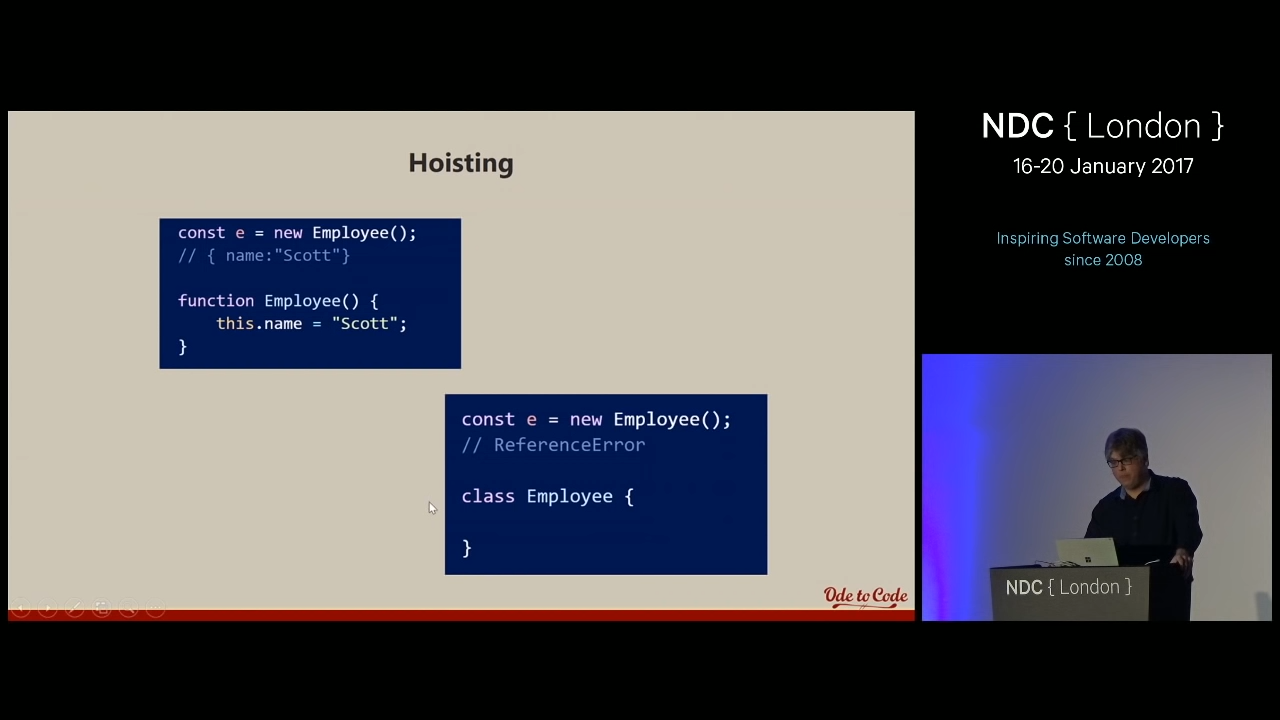 Hoisting
const e = new Employee();
// { name:"Scott"}
function Employee() {
this.name = "Scott";
}
const e = new Employee();
// ReferenceError
class Employee {
}
Ode to Code
NDC { London }
16-20 January 2017
Inspiring Software Developers
since 2008
NDC { London }